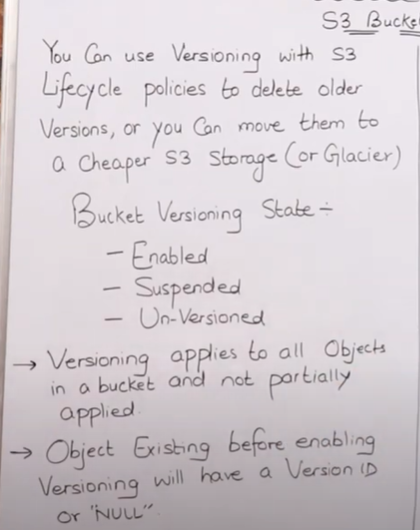 S3 Bucke
You Can use Versioning with S3
Lifecycle policies to delete older
Versions, or you Can move them to
a Cheaper S3 Storage (or Glacier)
Bucket Versioning State ÷
- Enabled
- Suspended
- Un-Versioned
→ Versioning applies to all Objects
in a bucket and not partially
applied.
→ Object Existing before enabling
Versioning will have a Version ID
or "NULL".